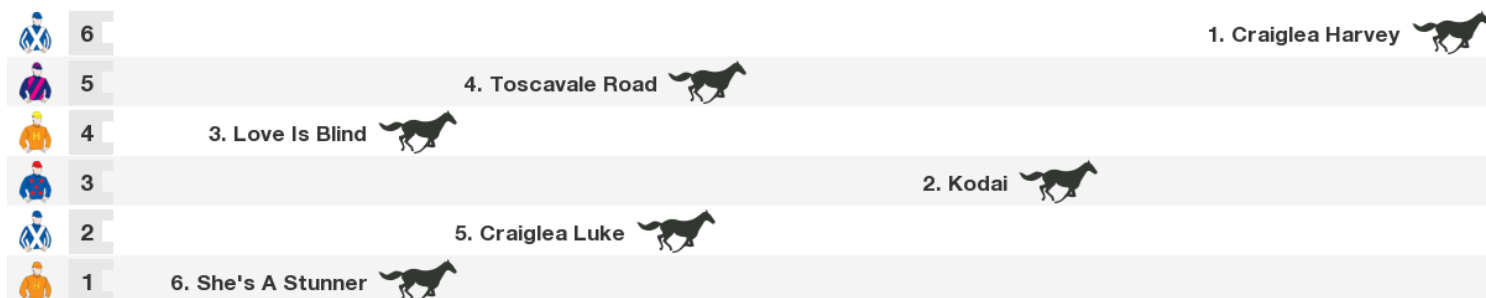 6 1. Craiglea Harvey
5 4. Toscavale Road
H 4 3. Love Is Blind
3 2. Kodai
2 5. Craiglea Luke
H 1 6. She's A Stunner